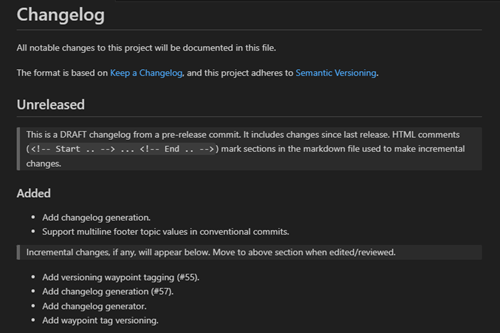 Changelog
All notable changes to this project will be documented in this file.
The format is based on Keep a Changelog, and this project adheres to Semantic Versioning.
Unreleased
This is a DRAFT changelog from a pre-release commit. It includes changes since last release. HTML comments
(<!-- Start .. --> ... <!-- End .. -->) mark sections in the markdown file used to make incremental
changes.
Added
• Add changelog generation.
• Support multiline footer topic values in conventional commits.
Incremental changes, if any, will appear below. Move to above section when edited/reviewed.
• Add versioning waypoint tagging (#55).
• Add changelog generation (#57).
• Add changelog generator.
• Add waypoint tag versioning.